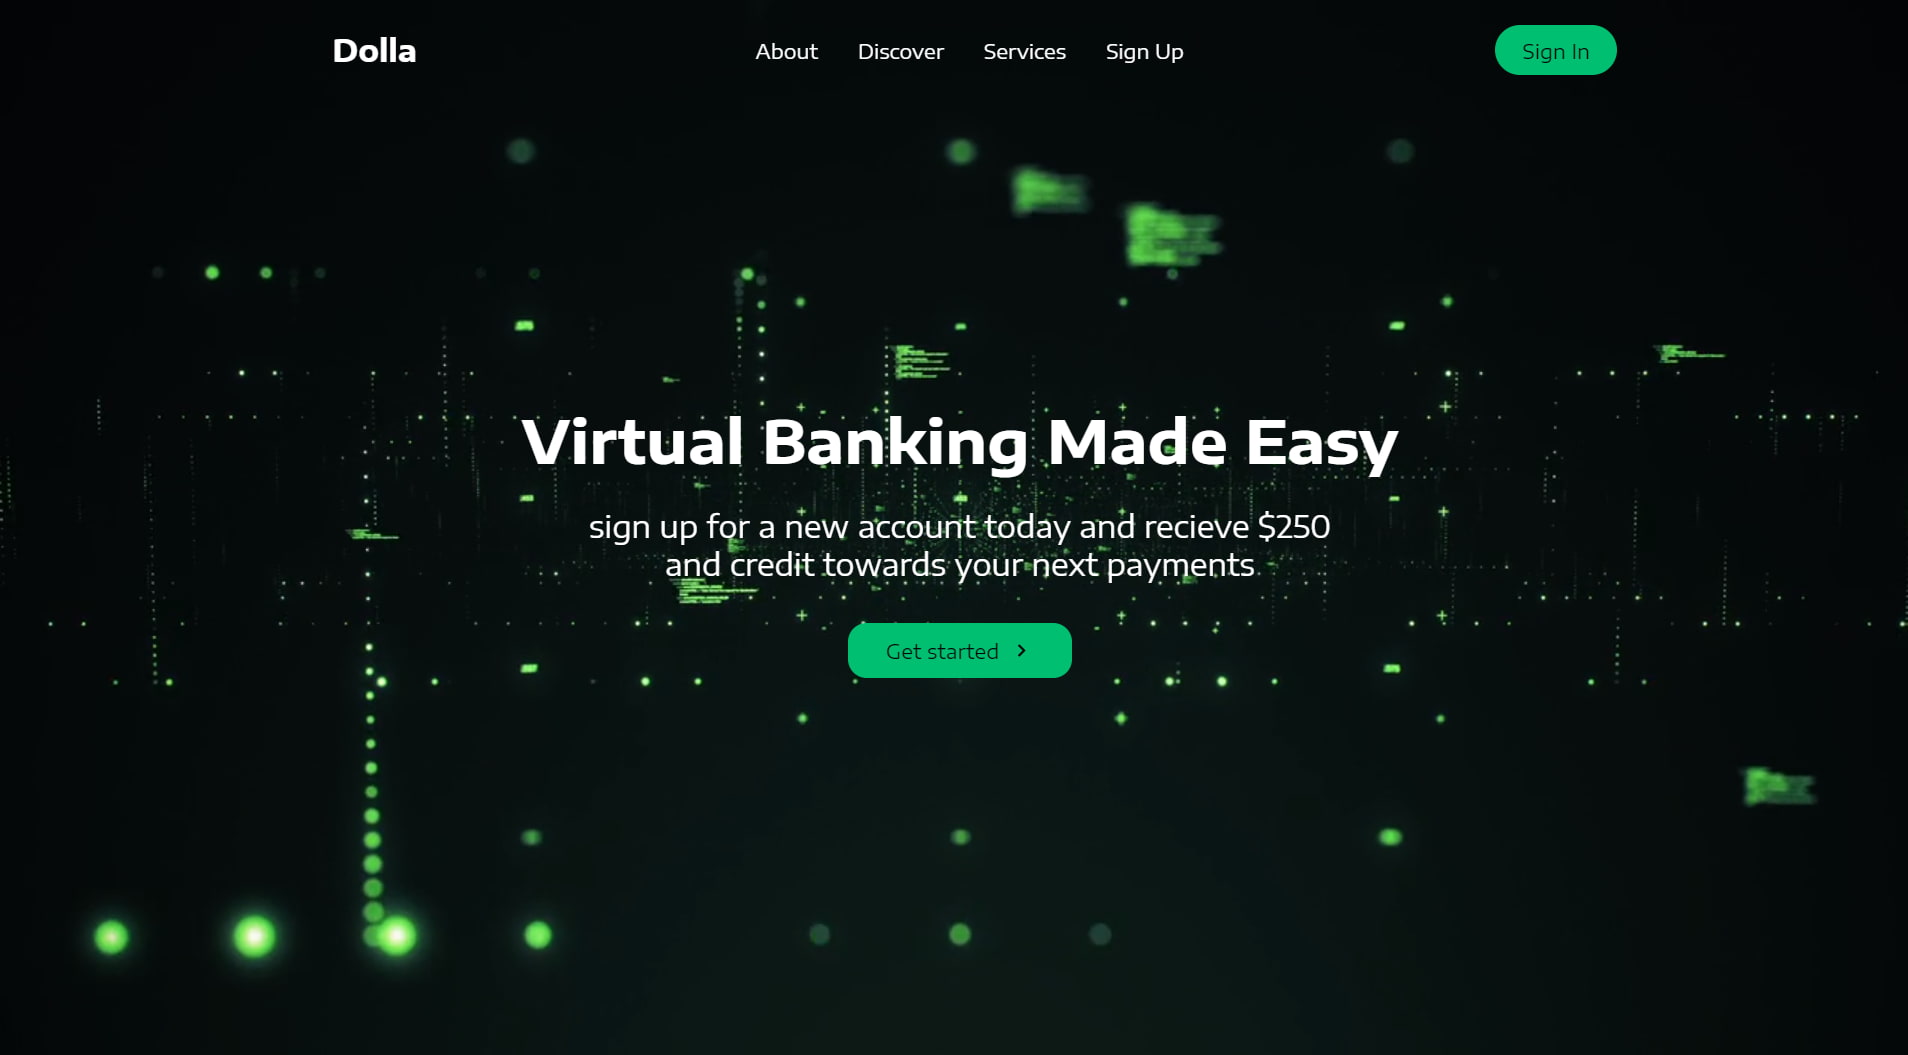 Dolla
About
Discover
Services
Sign Up
Sign In
Virtual Banking Made Easy
sign up for a new account today and recieve $250
and credit towards your next payments
Get started